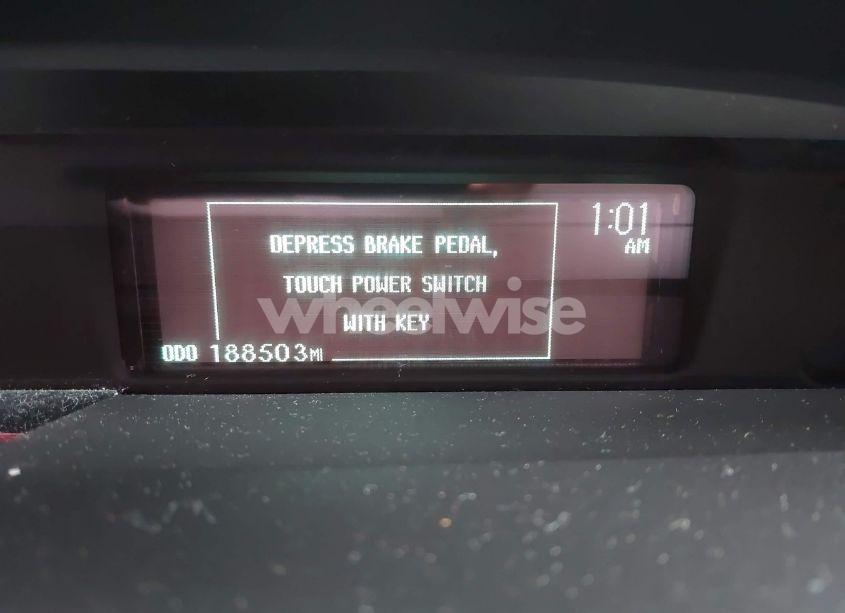 1:01
AM
DEPRESS BRAKE PEDAL,
TOUCH POWER SWITCH
WITH KEY
wheelwise
ODO 188503MI